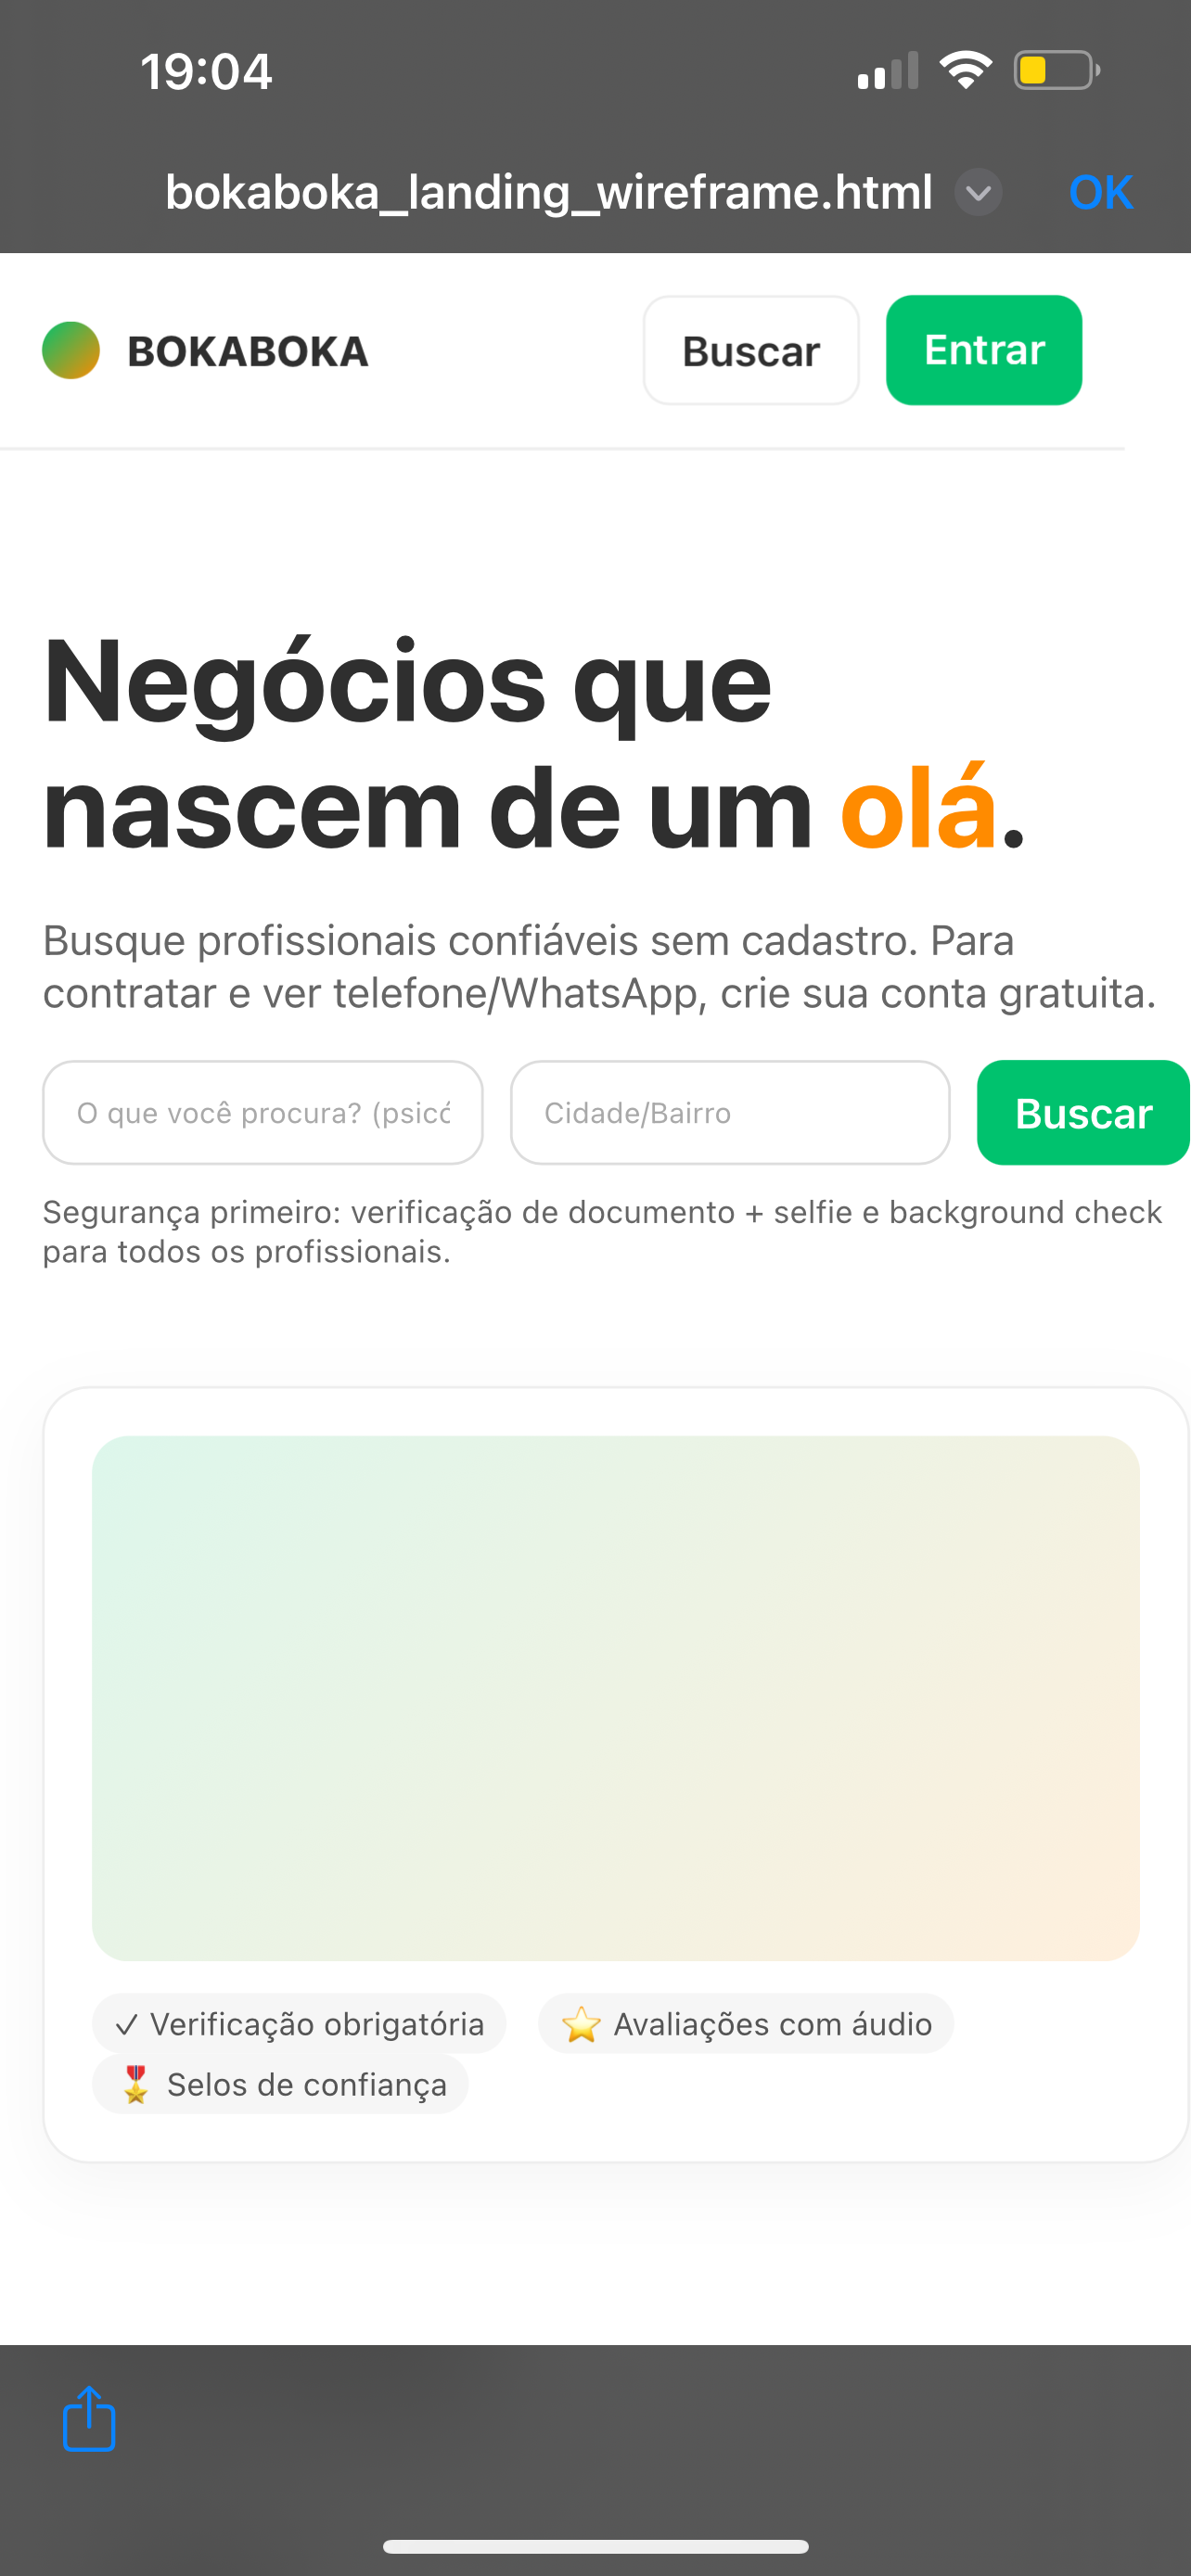 19:04
bokaboka_landing_wireframe.html
OK
BOKABOKA
Buscar
Entrar
Negócios que
nascem de um olá.
Busque profissionais confiáveis sem cadastro. Para
contratar e ver telefone/WhatsApp, crie sua conta gratuita.
O que você procura? (psicó
Cidade/Bairro
Buscar
Segurança primeiro: verificação de documento + selfie e background check
para todos os profissionais.
✓ Verificação obrigatória
⭐ Avaliações com áudio
🎖️ Selos de confiança